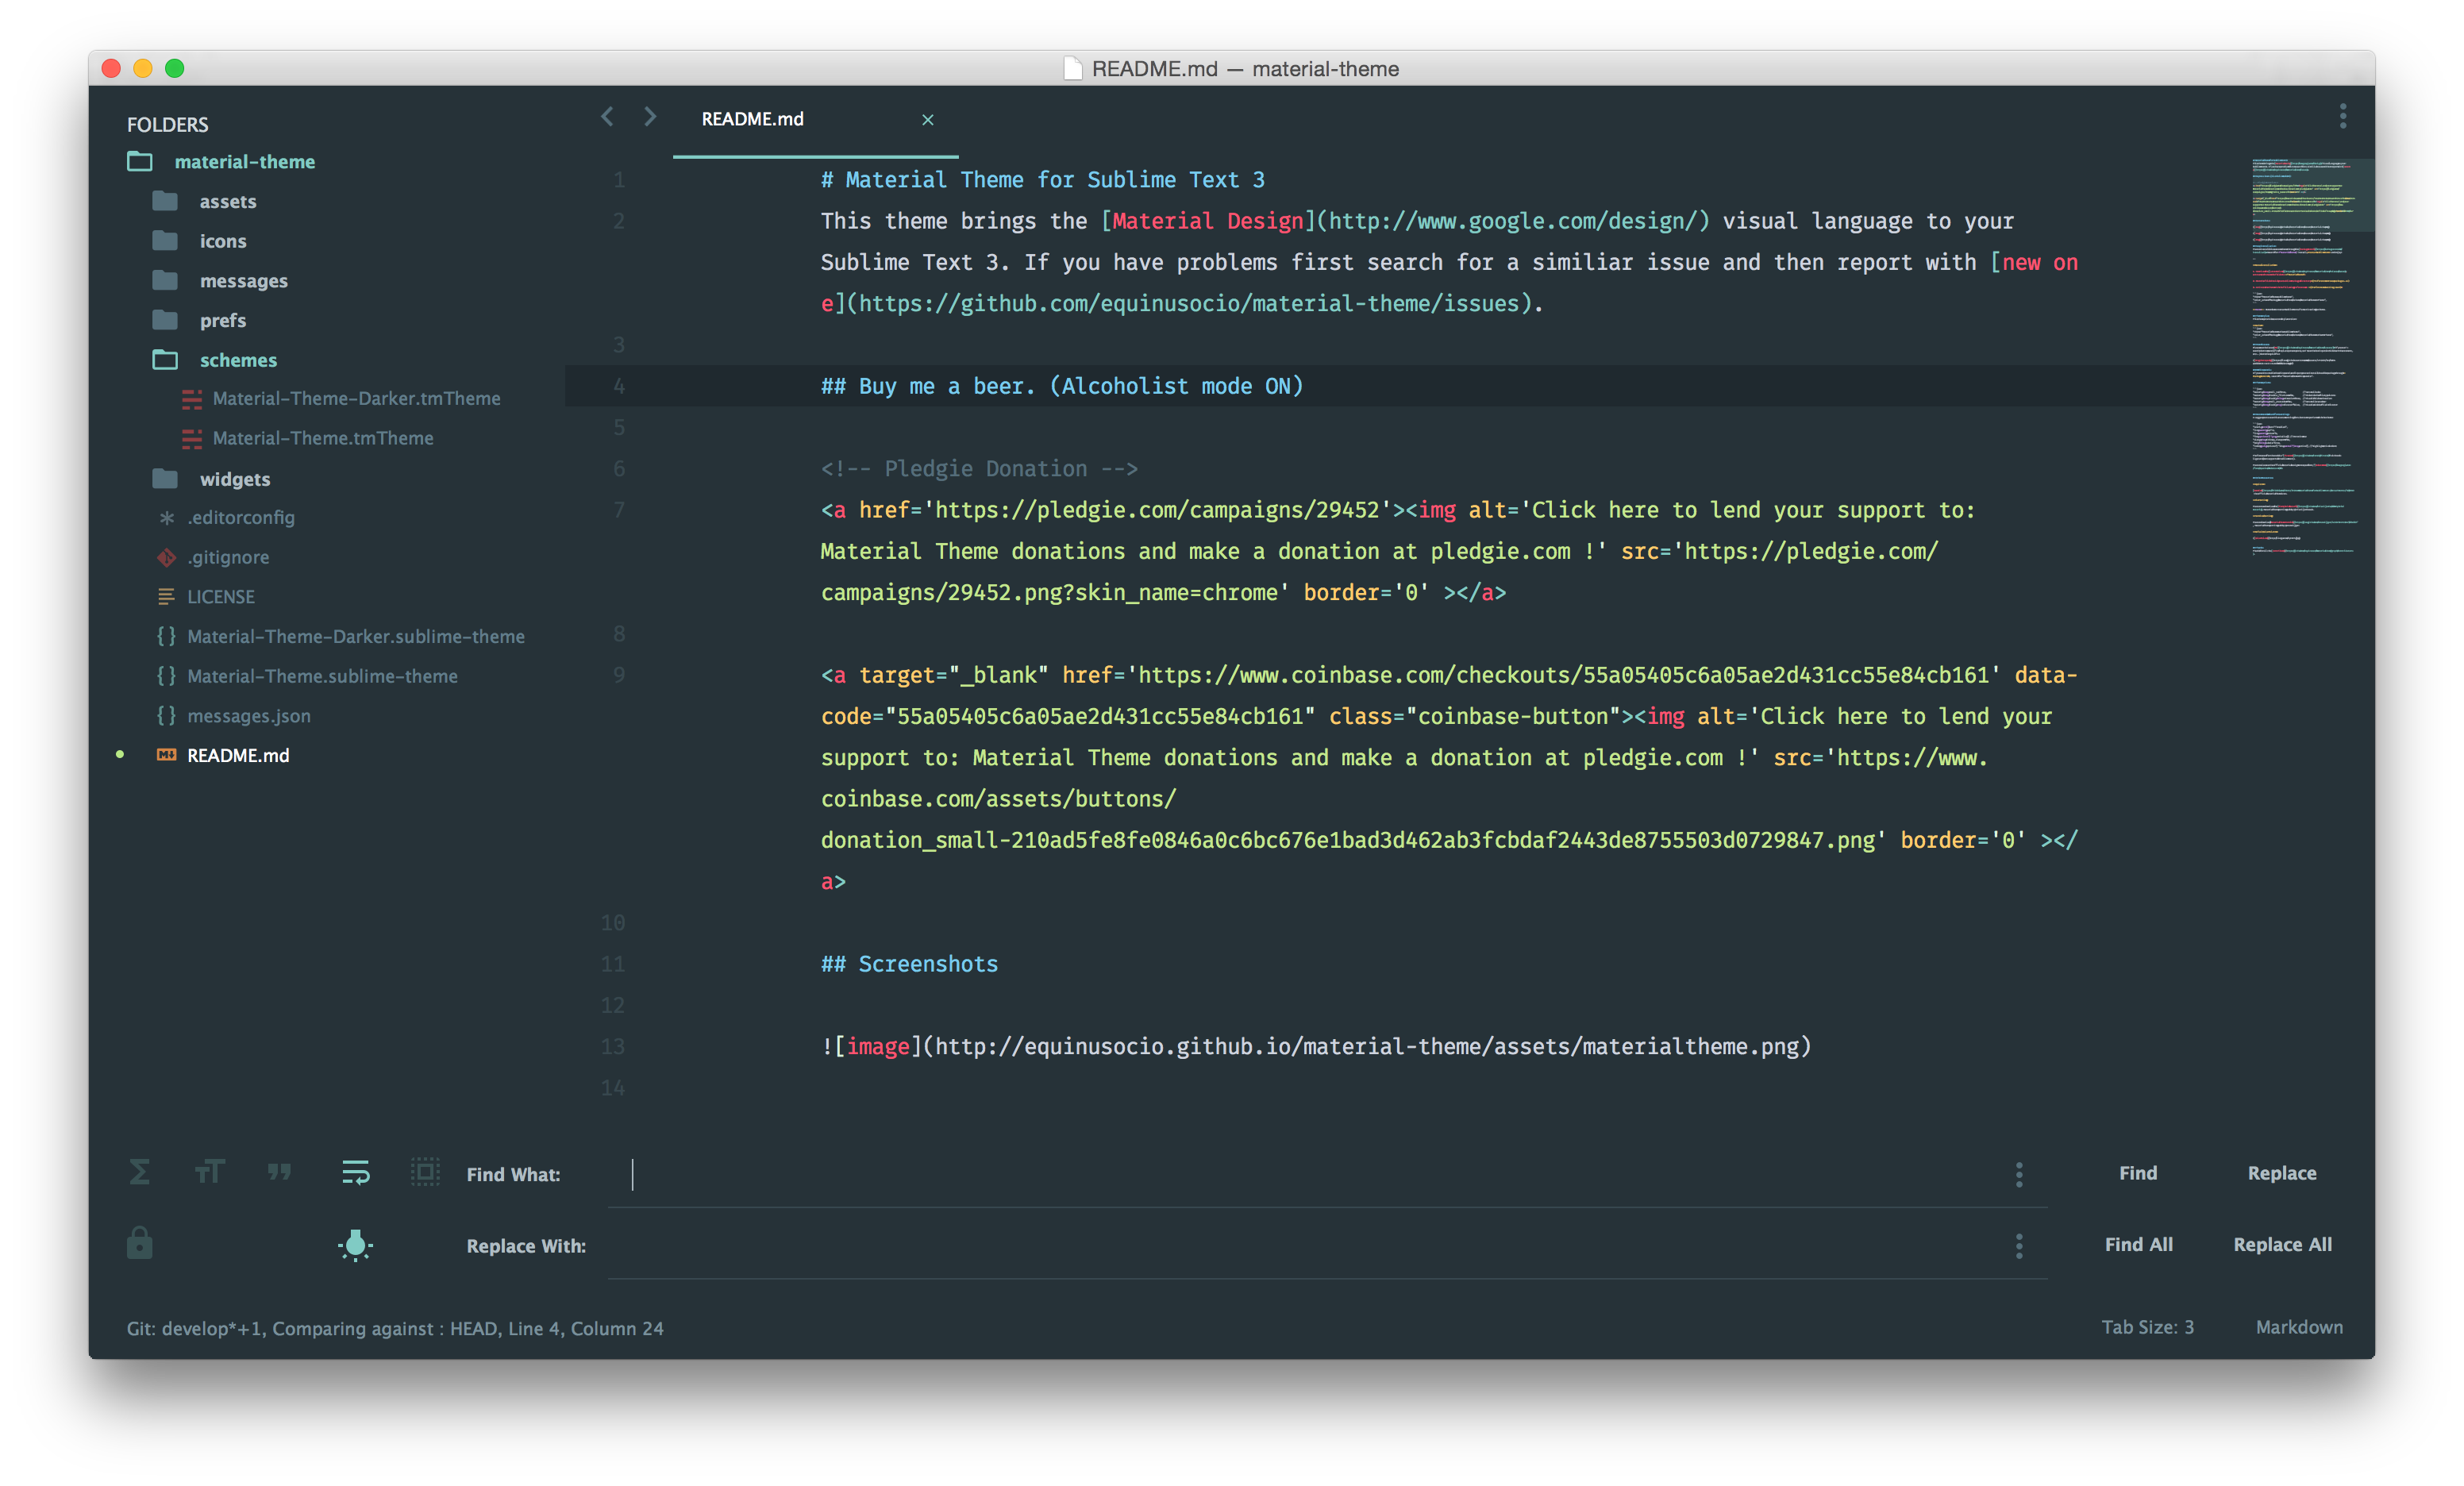 README.md — material-theme
FOLDERS
material-theme
assets
icons
messages
prefs
schemes
Material-Theme-Darker.tmTheme
Material-Theme.tmTheme
widgets
.editorconfig
.gitignore
LICENSE
{} Material-Theme-Darker.sublime-theme
{} Material-Theme.sublime-theme
{} messages.json
README.md
README.md ×
1 # Material Theme for Sublime Text 3
2 This theme brings the [Material Design](http://www.google.com/design/) visual language to your
Sublime Text 3. If you have problems first search for a similiar issue and then report with [new on
e](https://github.com/equinusocio/material-theme/issues).
3
4 ## Buy me a beer. (Alcoholist mode ON)
5
6 <!-- Pledgie Donation -->
7 <a href='https://pledgie.com/campaigns/29452'><img alt='Click here to lend your support to:
Material Theme donations and make a donation at pledgie.com !' src='https://pledgie.com/
campaigns/29452.png?skin_name=chrome' border='0' ></a>
8
9 <a target="_blank" href='https://www.coinbase.com/checkouts/55a05405c6a05ae2d431cc55e84cb161' data-
code="55a05405c6a05ae2d431cc55e84cb161" class="coinbase-button"><img alt='Click here to lend your
support to: Material Theme donations and make a donation at pledgie.com !' src='https://www.
coinbase.com/assets/buttons/
donation_small-210ad5fe8fe0846a0c6bc676e1bad3d462ab3fcbdaf2443de8755503d0729847.png' border='0' ></
a>
10
11 ## Screenshots
12
13 ![image](http://equinusocio.github.io/material-theme/assets/materialtheme.png)
14
Find What:
Find
Replace
Replace With:
Find All
Replace All
Git: develop*+1, Comparing against : HEAD, Line 4, Column 24
Tab Size: 3
Markdown